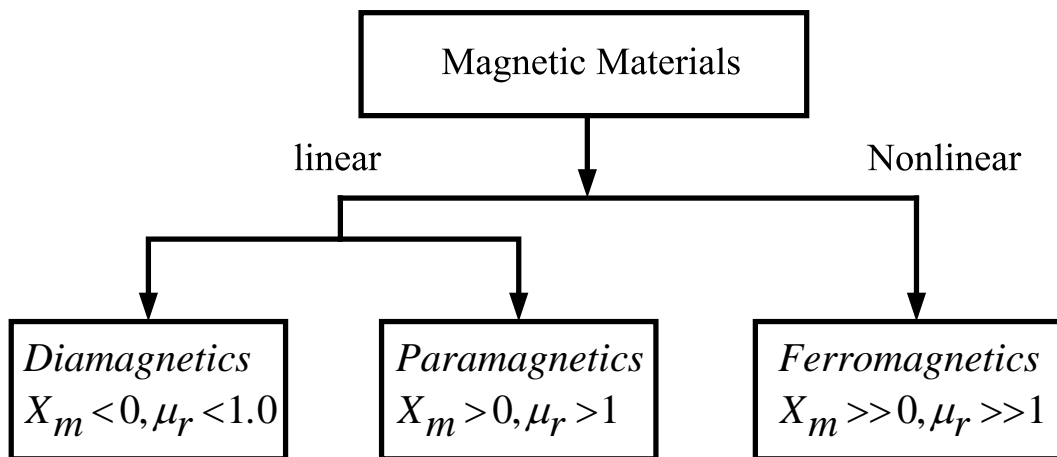 Magnetic Materials
linear
Nonlinear
Diamagnetics
X_m <0, μ_r <1.0
Paramagnetics
X_m >0, μ_r >1
Ferromagnetics
X_m >>0, μ_r >>1